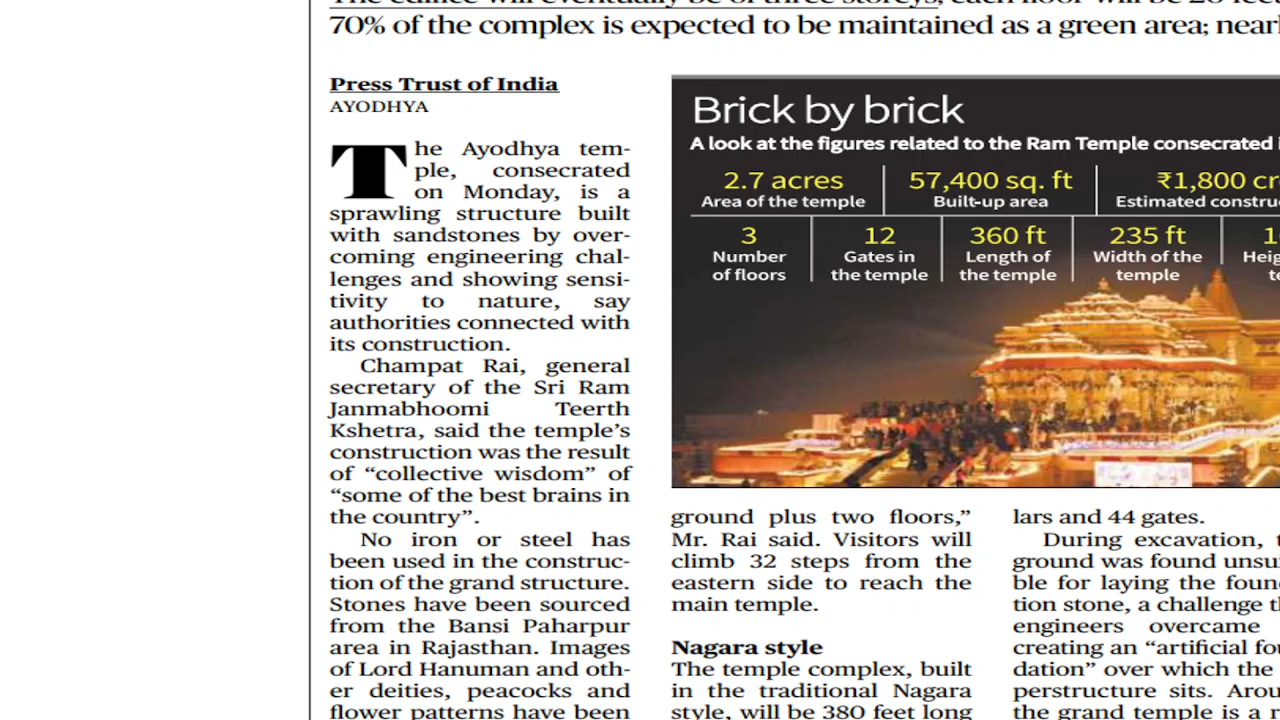 70% of the complex is expected to be maintained as a green area;
Press Trust of India
AYODHYA
The Ayodhya tem-
ple, consecrated
on Monday, is a
sprawling structure built
with sandstones by over-
coming engineering chal-
lenges and showing sensi-
tivity to nature, say
authorities connected with
its construction.
Champat Rai, general
secretary of the Sri Ram
Janmabhoomi Teerth
Kshetra, said the temple's
construction was the result
of “collective wisdom” of
“some of the best brains in
the country”.
No iron or steel has
been used in the construc-
tion of the grand structure.
Stones have been sourced
from the Bansi Paharpur
area in Rajasthan. Images
of Lord Hanuman and oth-
er deities, peacocks and
flower patterns have been
Brick by brick
A look at the figures related to the Ram Temple consecrated
2.7 acres
Area of the temple
57,400 sq. ft
Built-up area
₹1,800
Estimated
3
Number
of floors
12
Gates in
the temple
360 ft
Length of
the temple
235 ft
Width of the
temple
ground plus two floors,”
Mr. Rai said. Visitors will
climb 32 steps from the
eastern side to reach the
main temple.
Nagara style
The temple complex, built
in the traditional Nagara
style, will be 380 feet long
lars and 44 gates.
During excavation,
ground was found
ble for laying the
tion stone, a challenge
engineers overcame
creating an “artificial
dation” over which the
perstructure sits.
the grand temple is a